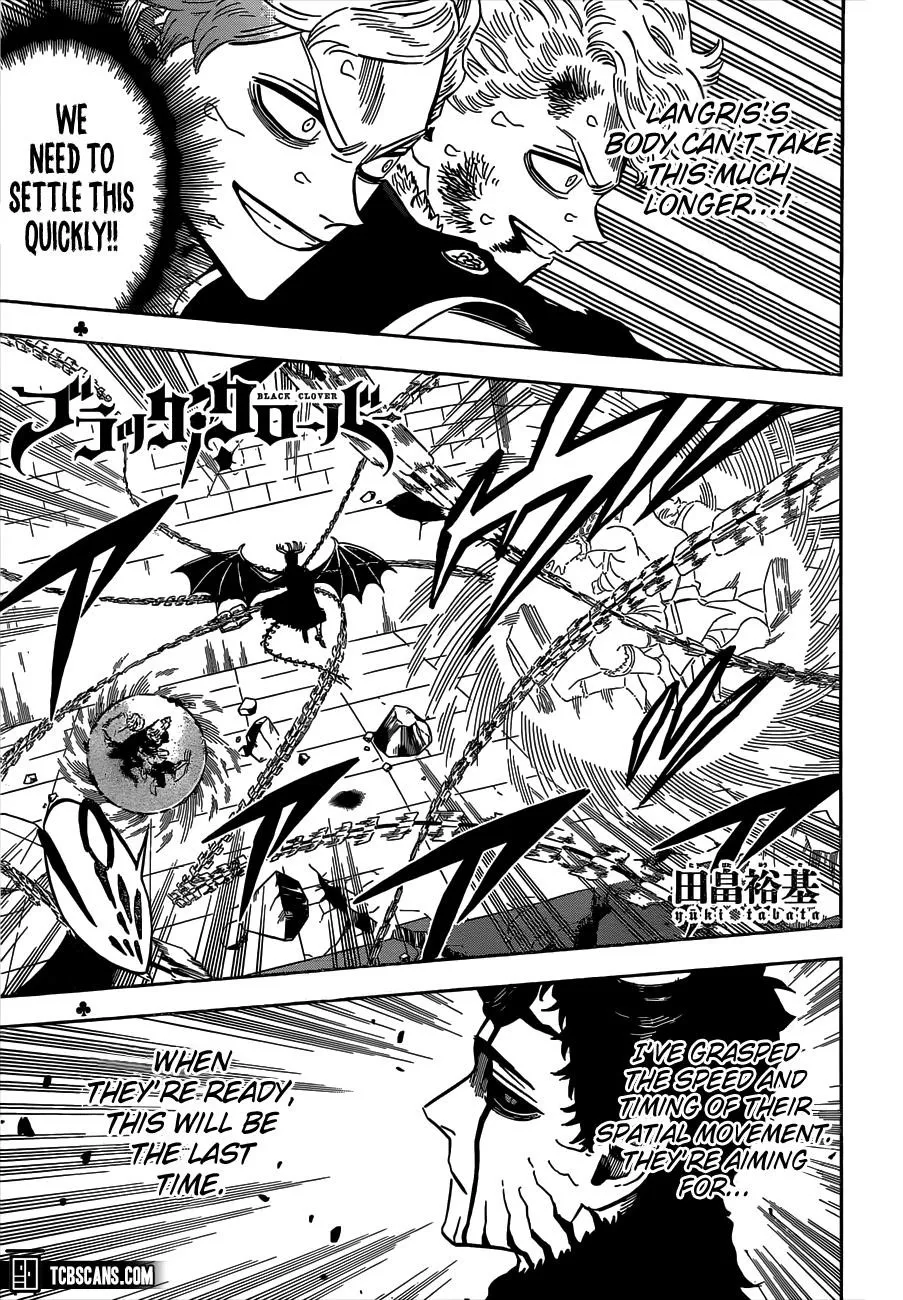 LANGRIS'S
BODY CAN'T TAKE
THIS MUCH
LONGER...!
WE
NEED TO
SETTLE THIS
QUICKLY!!
ブラッククローバー
BLACK CLOVER
田畠裕基
yūki tabata
I'VE GRASPED
THE SPEED AND
TIMING OF THEIR
SPATIAL MOVEMENT.
THEY'RE AIMING
FOR...
WHEN
THEY'RE READY,
THIS WILL BE
THE LAST
TIME.
TCBSCANS.COM